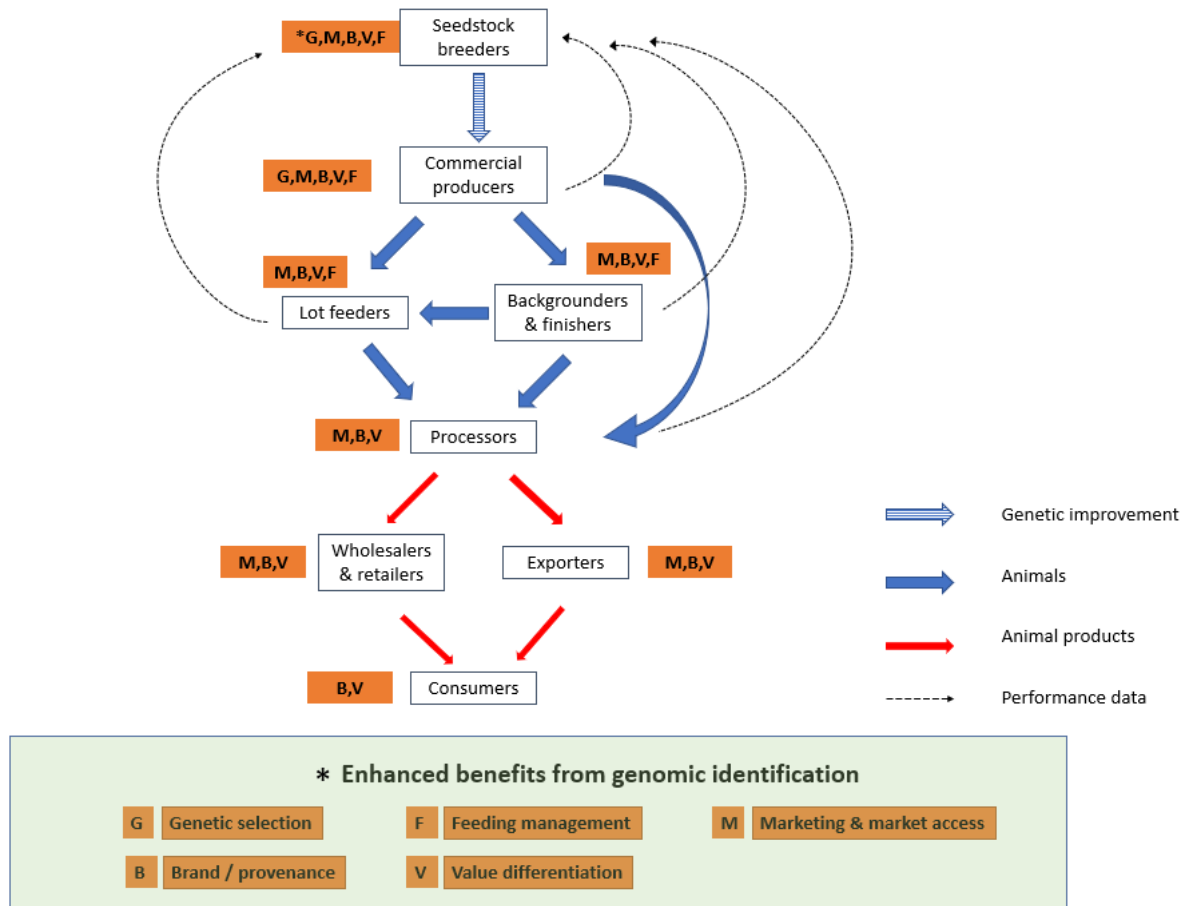 *G,M,B,V,F
Seedstock
breeders
G,M,B,V,F
Commercial
producers
M,B,V,F
M,B,V,F
Lot feeders
Backgrounders
& finishers
M,B,V
Processors
Genetic improvement
M,B,V
Wholesalers
& retailers
Exporters
M,B,V
Animals
Animal products
B,V
Consumers
Performance data
* Enhanced benefits from genomic identification
G Genetic selection
F Feeding management
M Marketing & market access
B Brand / provenance
V Value differentiation